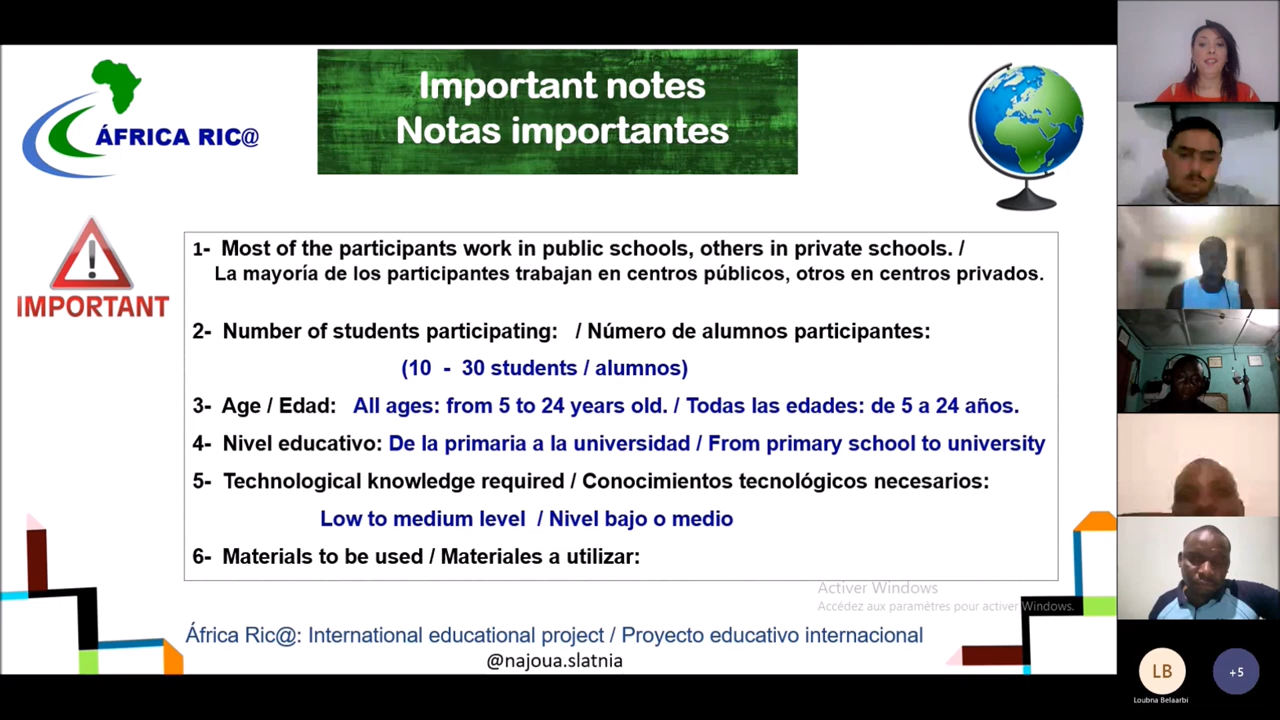 Important notes
Notas importantes
ÁFRICA RIC@
IMPORTANT
1- Most of the participants work in public schools, others in private schools. /
La mayoría de los participantes trabajan en centros públicos, otros en centros privados.
2- Number of students participating: / Número de alumnos participantes:
(10 - 30 students / alumnos)
3- Age / Edad: All ages: from 5 to 24 years old. / Todas las edades: de 5 a 24 años.
4- Nivel educativo: De la primaria a la universidad / From primary school to university
5- Technological knowledge required / Conocimientos tecnológicos necesarios:
Low to medium level / Nivel bajo o medio
6- Materials to be used / Materiales a utilizar:
Activer Windows
Accédez aux paramètres pour activer Windows.
África Ric@: International educational project / Proyecto educativo internacional
@najoua.slatnia
LB
+5
Loubna Belaarbi